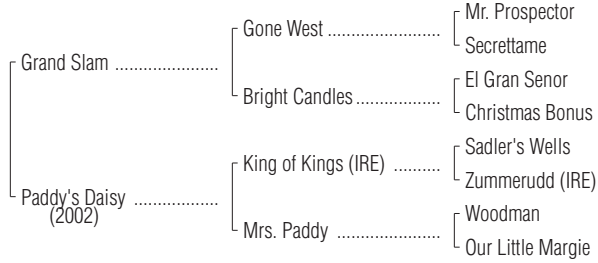 Mr. Prospector
Gone West ......................
Secrettame
Grand Slam ......................
El Gran Senor
Bright Candles ..................
Christmas Bonus
Sadler's Wells
King of Kings (IRE) ..........
Zummerudd (IRE)
Paddy's Daisy ..................
(2002)
Woodman
Mrs. Paddy ......................
Our Little Margie